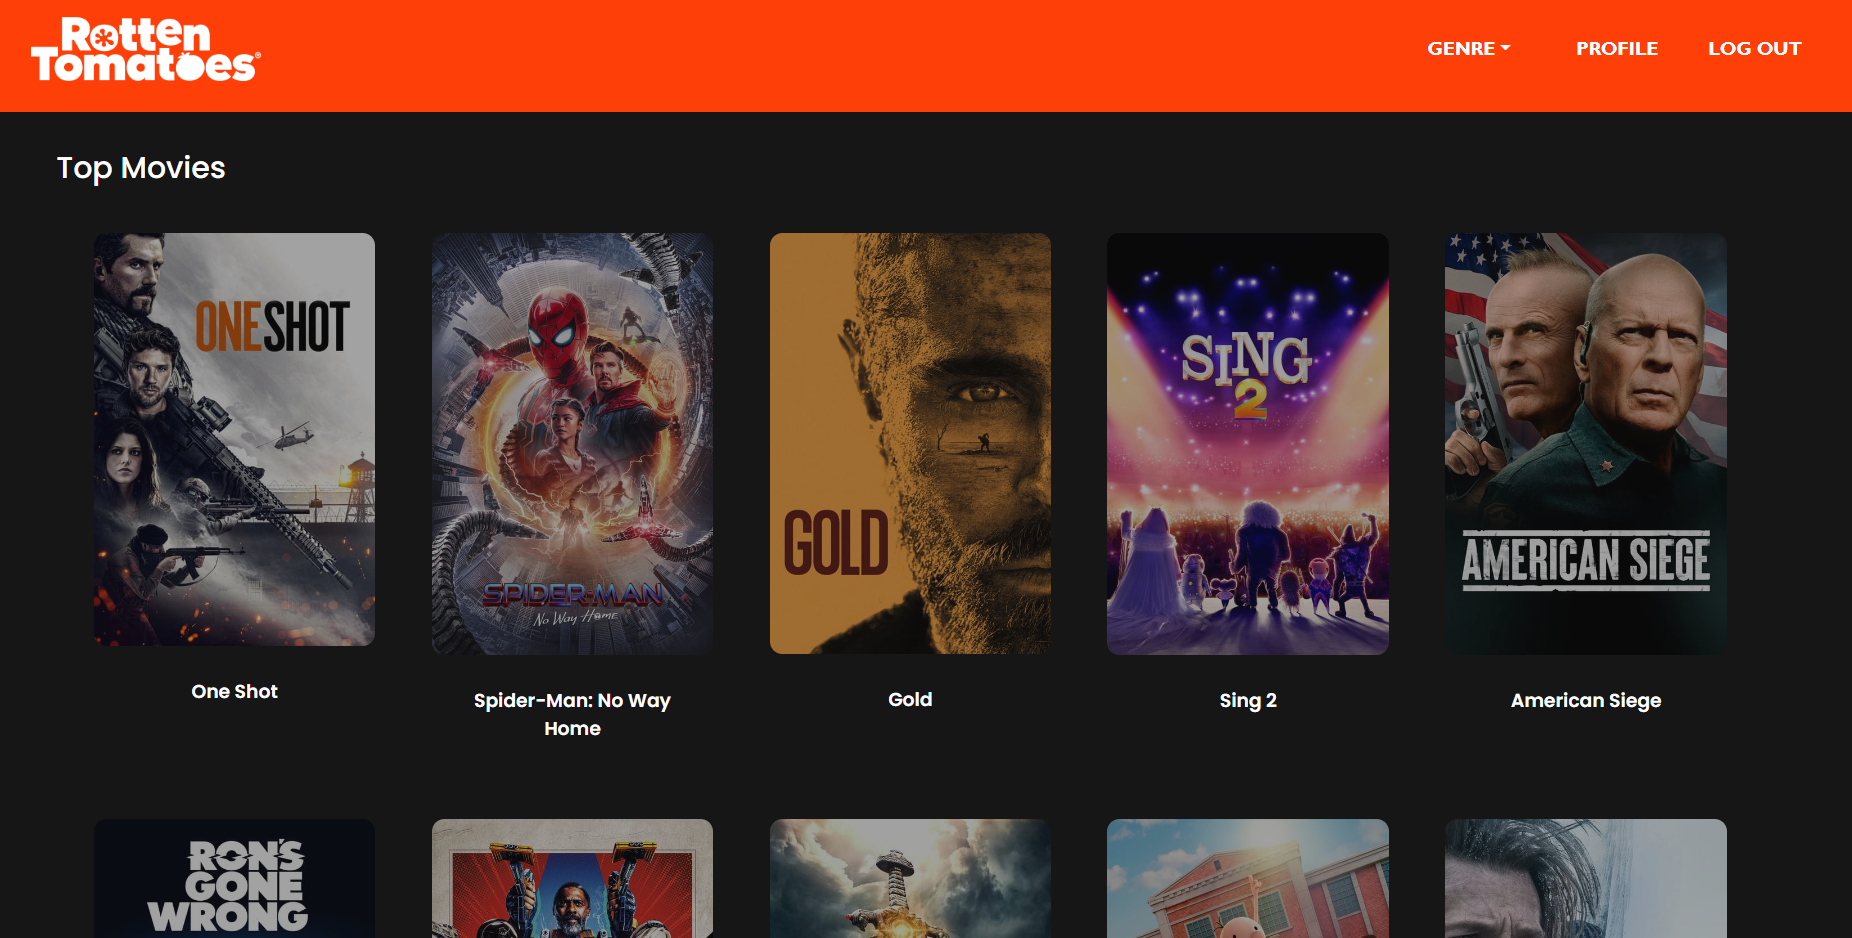 Rotten
Tomatoes®
GENRE
PROFILE
LOG OUT
Top Movies
ONE SHOT
SPIDER-MAN
No Way Home
GOLD
SING
2
AMERICAN SIEGE
One Shot
Spider-Man: No Way
Home
Gold
Sing 2
American Siege
RON'S
GONE
WRONG